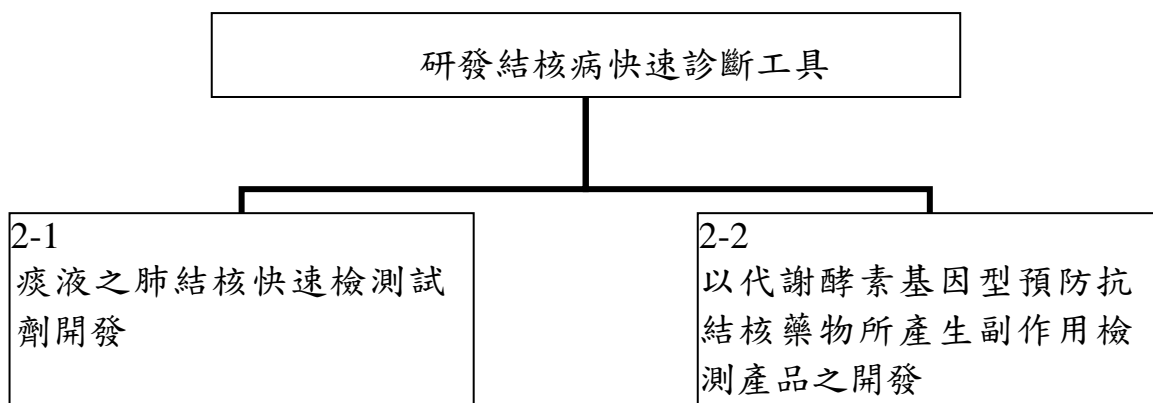 研發結核病快速診斷工具
2-1
痰液之肺結核快速檢測試
劑開發
2-2
以代謝酵素基因型預防抗
結核藥物所產生副作用檢
測產品之開發